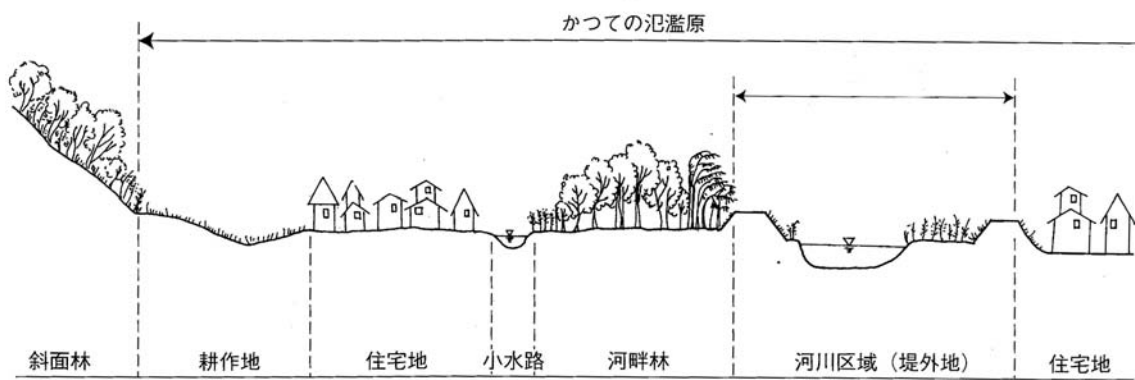 かつての氾濫原
斜面林
耕作地
住宅地
小水路
河畔林
河川区域（堤外地）
住宅地